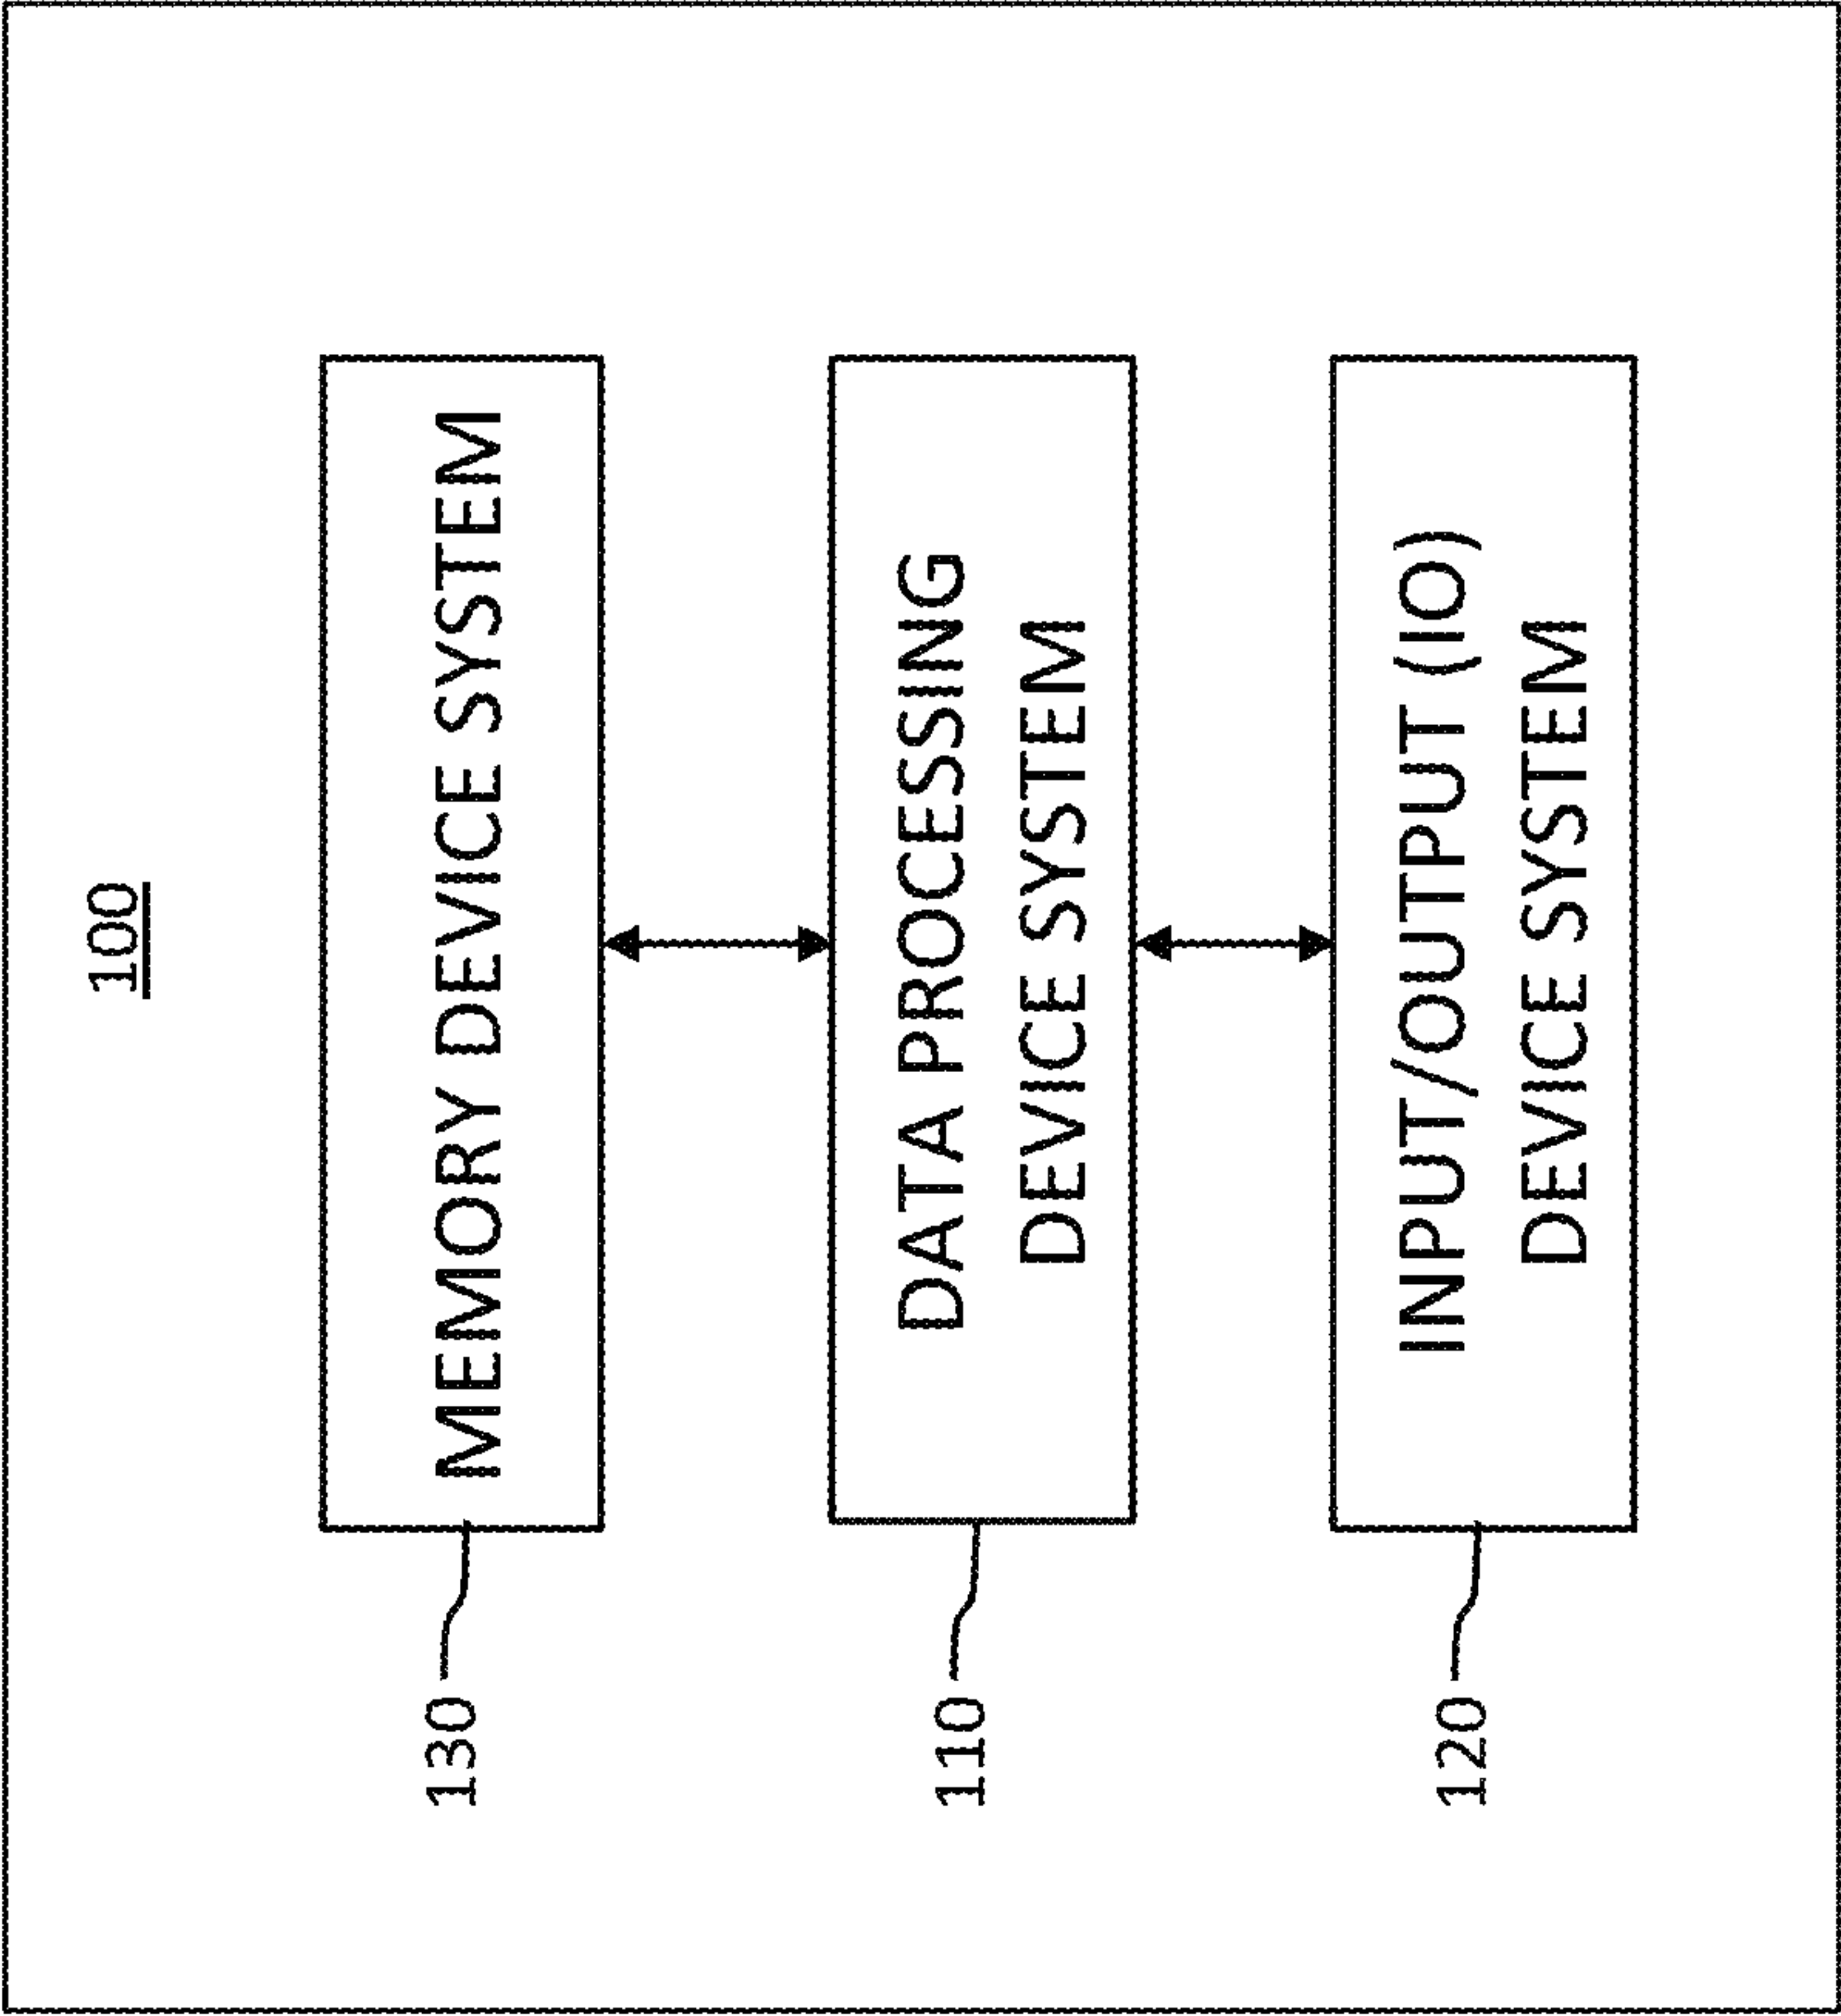 100
130
MEMORY DEVICE SYSTEM
110
DATA PROCESSING
DEVICE SYSTEM
120
INPUT/OUTPUT (IO)
DEVICE SYSTEM